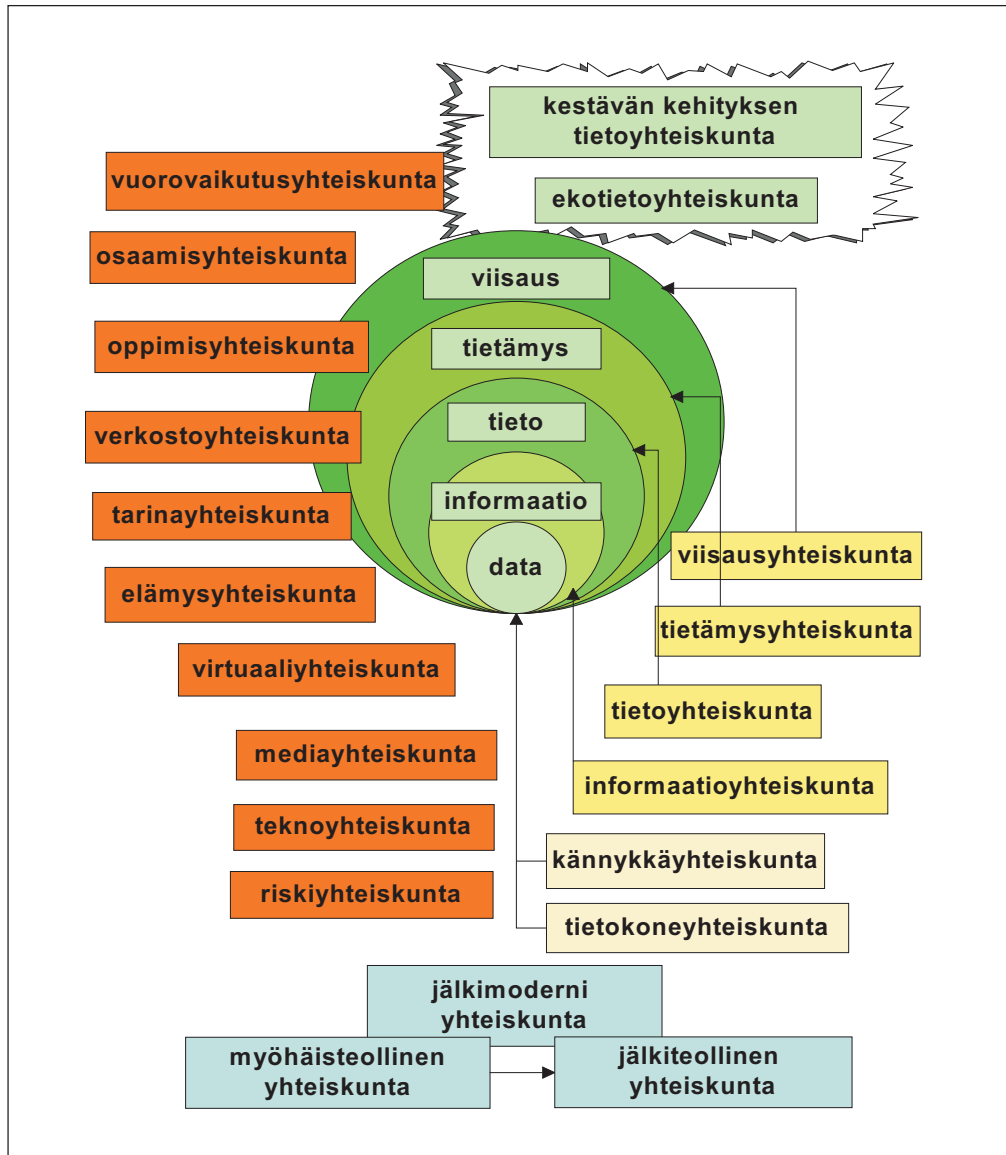 kestävän kehityksen
tietoyhteiskunta
vuorovaikutusyhteiskunta
ekotietoyhteiskunta
osaamisyhteiskunta
viisaus
oppimisyhteiskunta
tietämys
verkostoyhteiskunta
tieto
tarinayhteiskunta
informaatio
viisausyhteiskunta
data
elämysyhteiskunta
tietämysyhteiskunta
virtuaaliyhteiskunta
tietoyhteiskunta
mediayhteiskunta
informaatioyhteiskunta
teknoyhteiskunta
kännykkäyhteiskunta
riskiyhteiskunta
tietokoneyhteiskunta
jälkimoderni
yhteiskunta
myöhäisteollinen
yhteiskunta
jälkiteollinen
yhteiskunta